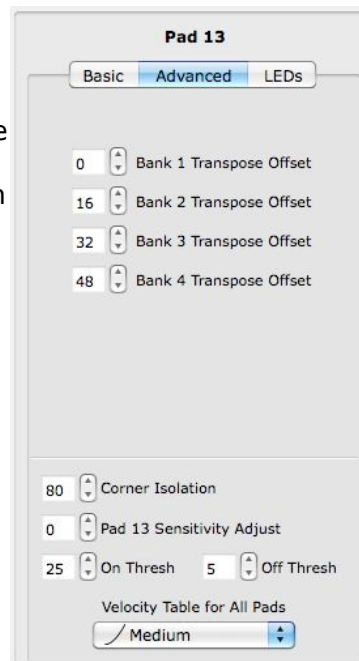 Pad 13
Basic Advanced LEDs
e
n
0 Bank 1 Transpose Offset
16 Bank 2 Transpose Offset
32 Bank 3 Transpose Offset
48 Bank 4 Transpose Offset
80 Corner Isolation
0 Pad 13 Sensitivity Adjust
25 On Thresh 5 Off Thresh
Velocity Table for All Pads
Medium